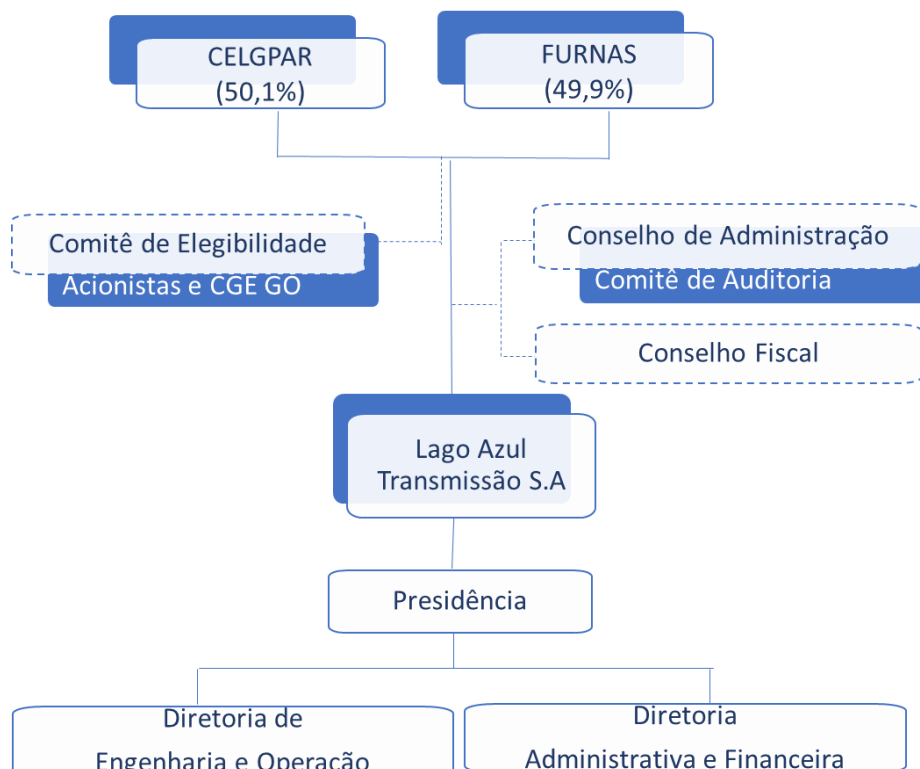 CELGPAR
(50,1%)
FURNAS
(49,9%)
Comitê de Elegibilidade
Acionistas e CGE GO
Conselho de Administração
Comitê de Auditoria
Conselho Fiscal
Lago Azul
Transmissão S.A
Presidência
Diretoria de
Engenharia e Operação
Diretoria
Administrativa e Financeira